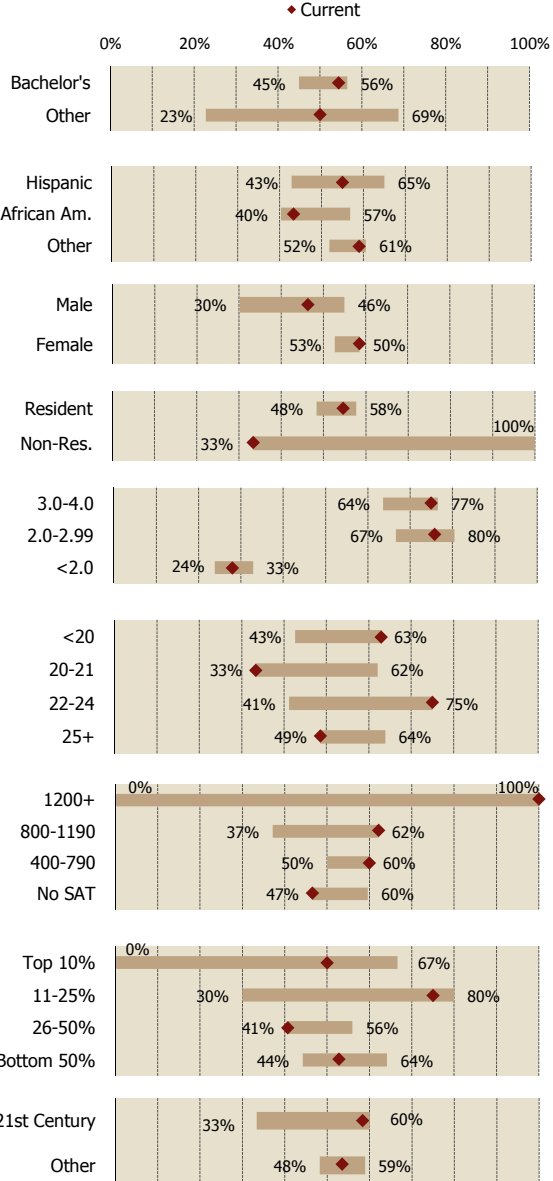 Current
0% 20% 40% 60% 80% 100%
Bachelor's 45% 56%
Other 23% 69%
Hispanic 43% 65%
African Am. 40% 57%
Other 52% 61%
Male 30% 46%
Female 53% 50%
Resident 48% 58%
100%
Non-Res. 33%
3.0-4.0 64% 77%
2.0-2.99 67% 80%
<2.0 24% 33%
<20 43% 63%
20-21 33% 62%
22-24 41% 75%
25+ 49% 64%
0% 100%
1200+
800-1190 37% 62%
400-790 50% 60%
No SAT 47% 60%
0%
Top 10% 67%
11-25% 30% 80%
26-50% 41% 56%
Bottom 50% 44% 64%
21st Century 33% 60%
Other 48% 59%